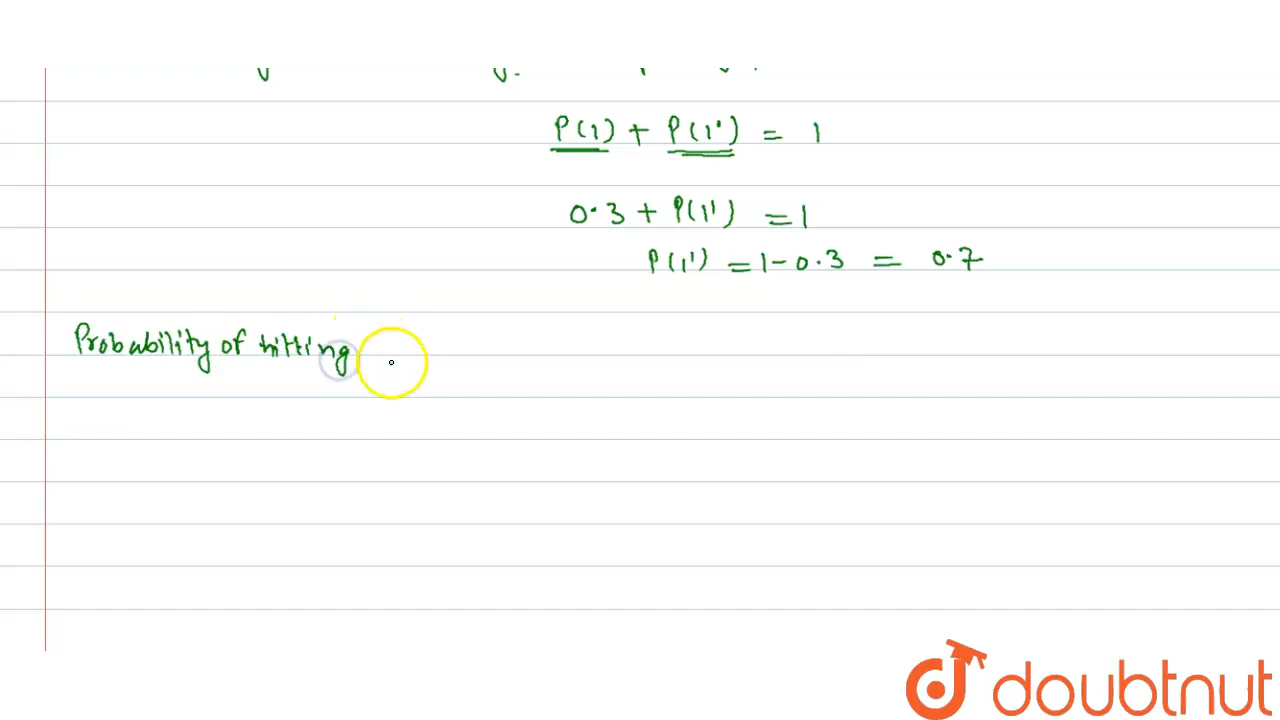 P(1) + P(1') = 1
0.3 + P(1') = 1
P(1') = 1 - 0.3 = 0.7
Probability of hitting
doubtnut